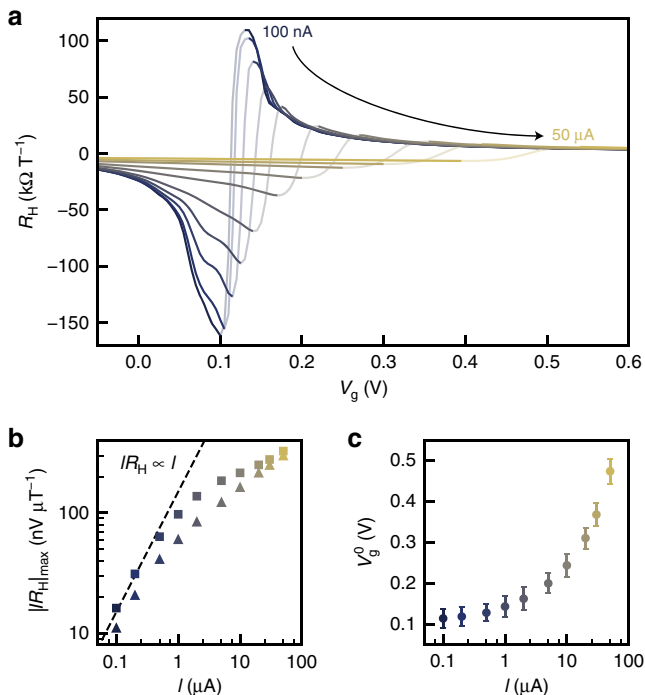 a
100 nA
50 μA
100
50
0
−50
−100
−150
R_H (kΩ T⁻¹)
0.0 0.1 0.2 0.3 0.4 0.5 0.6
V_g (V)
b
IR_H ∝ I
100
10
|IR_H|_max (nV μT⁻¹)
0.1 1 10 100
I (μA)
c
0.5
0.4
0.3
0.2
0.1
V_g⁰ (V)
0.1 1 10 100
I (μA)